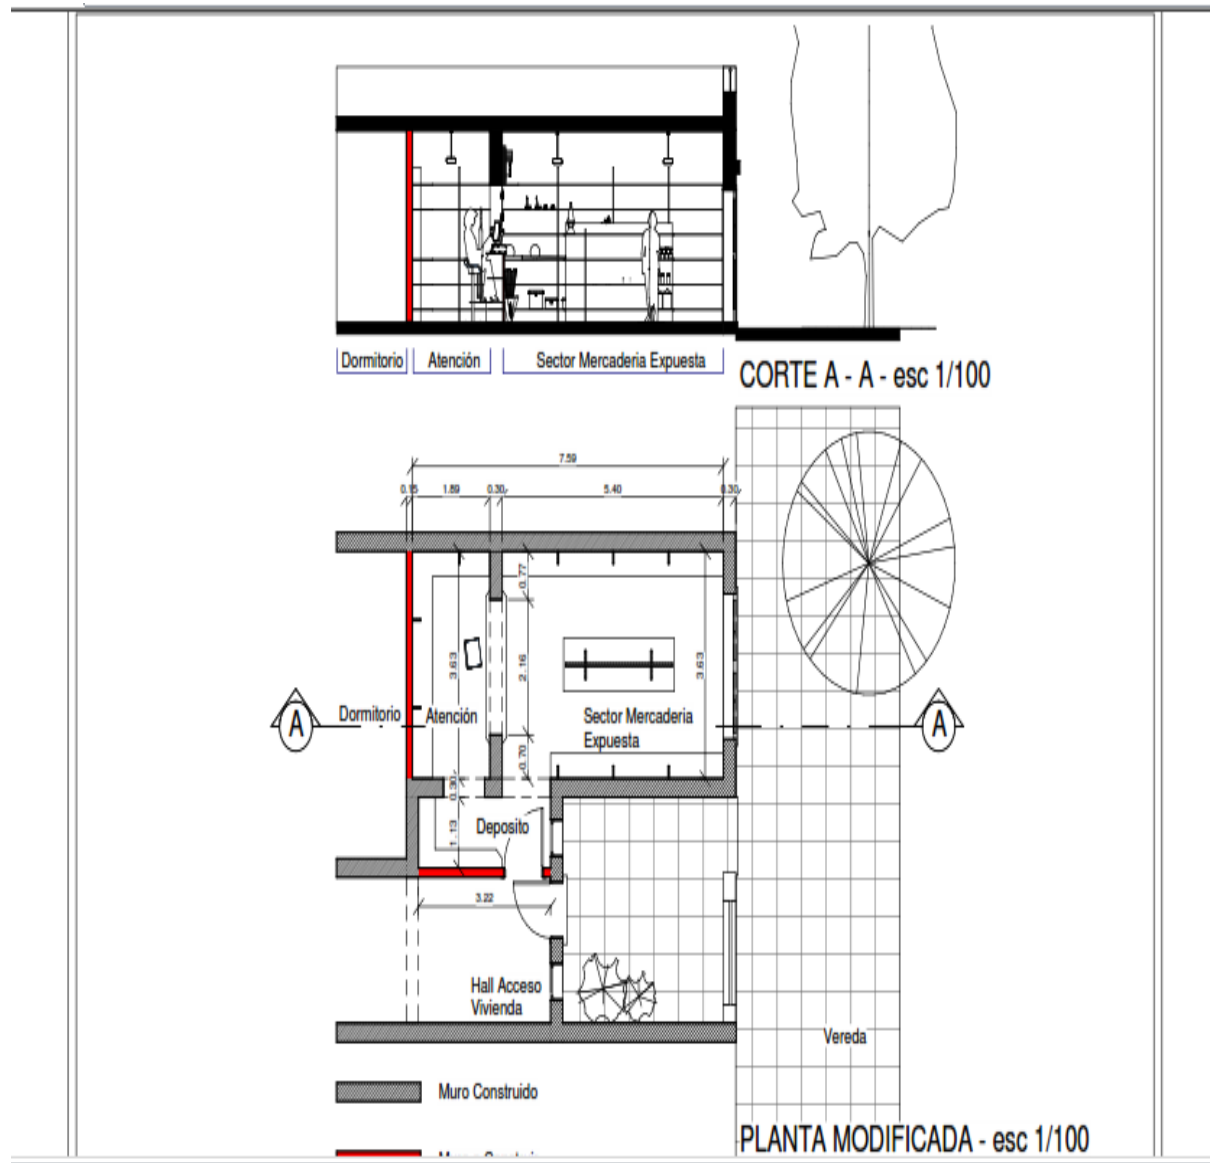 Dormitorio
Atención
Sector Mercaderia Expuesta
CORTE A - A - esc 1/100
7.59
0.15
1.89
0.30
5.40
0.30
0.77
3.63
2.16
3.63
A
Dormitorio
Atención
Sector Mercaderia
Expuesta
A
0.70
0.30
Deposito
1.13
3.22
Hall Acceso
Vivienda
Vereda
Muro Construido
PLANTA MODIFICADA - esc 1/100